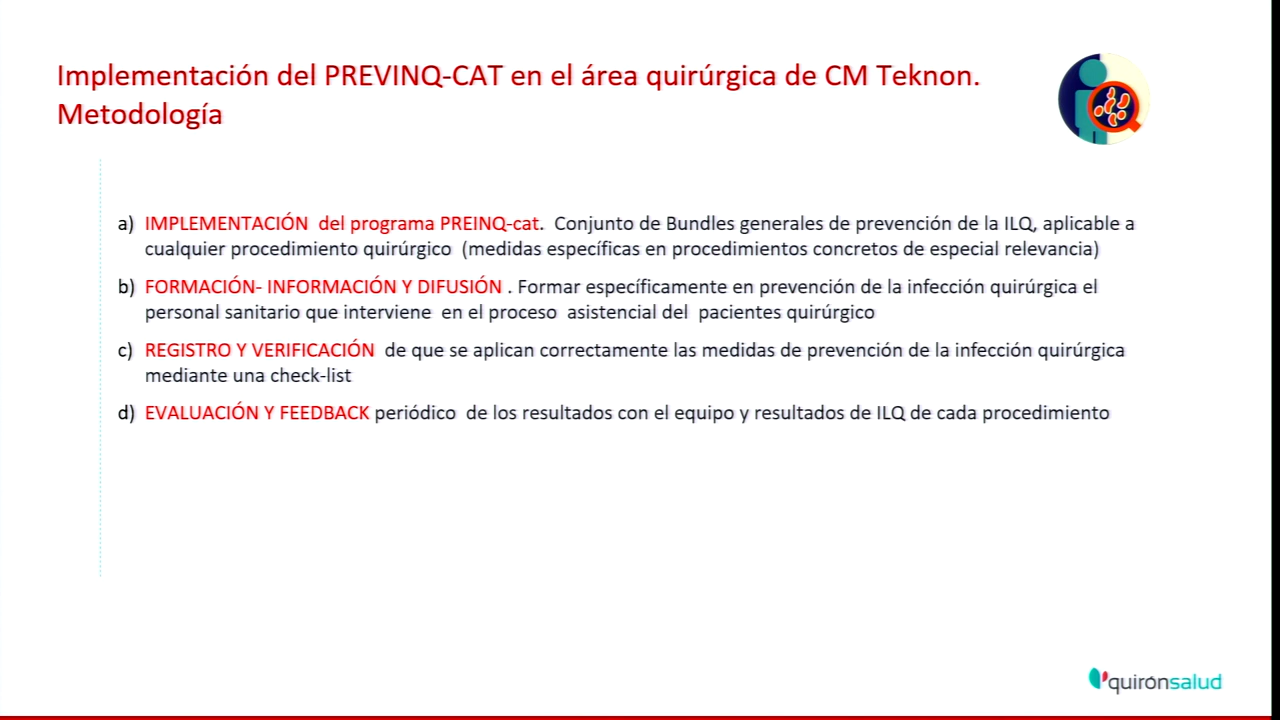 Implementación del PREVINQ-CAT en el área quirúrgica de CM Teknon.
Metodología
a) IMPLEMENTACIÓN del programa PREINQ-cat. Conjunto de Bundles generales de prevención de la ILQ, aplicable a
cualquier procedimiento quirúrgico (medidas específicas en procedimientos concretos de especial relevancia)
b) FORMACIÓN- INFORMACIÓN Y DIFUSIÓN . Formar específicamente en prevención de la infección quirúrgica el
personal sanitario que interviene en el proceso asistencial del pacientes quirúrgico
c) REGISTRO Y VERIFICACIÓN de que se aplican correctamente las medidas de prevención de la infección quirúrgica
mediante una check-list
d) EVALUACIÓN Y FEEDBACK periódico de los resultados con el equipo y resultados de ILQ de cada procedimiento
quirónsalud